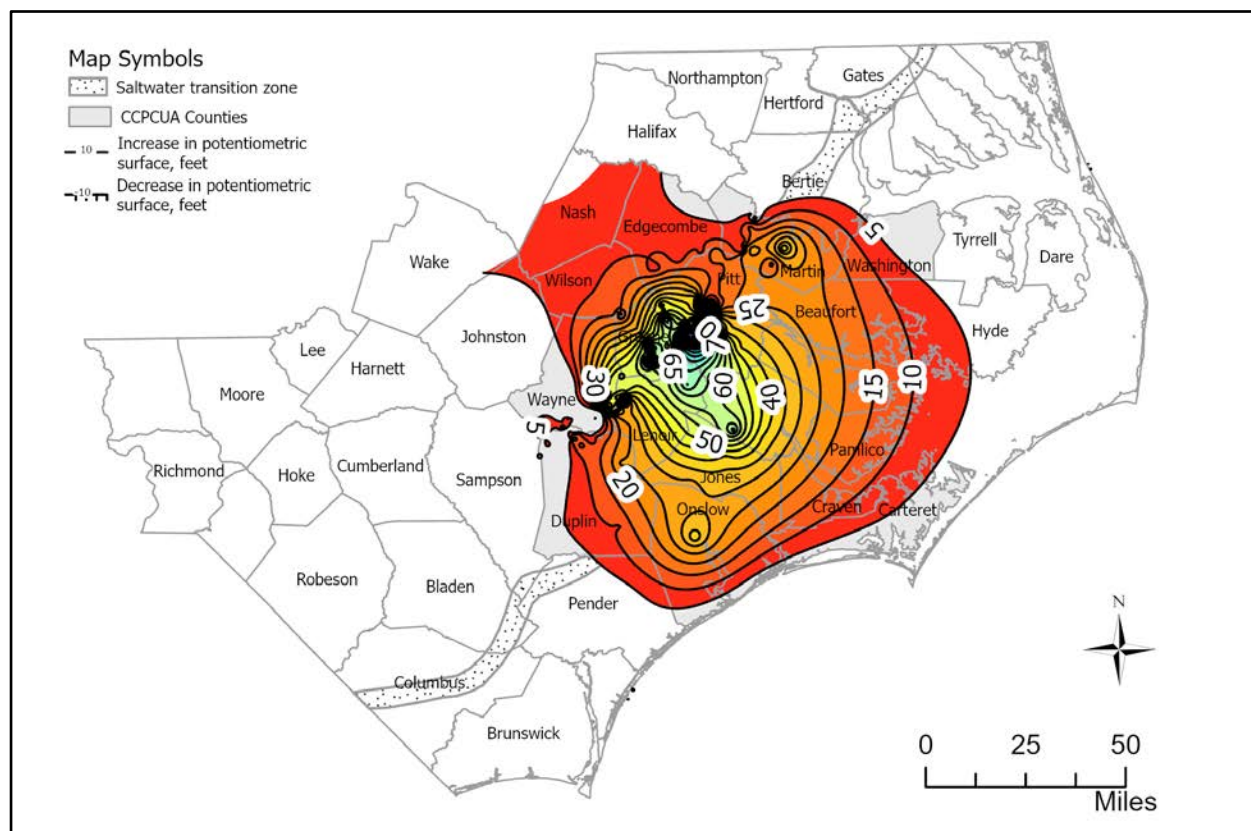 Map Symbols
Saltwater transition zone
CCPCUA Counties
10
Increase in potentiometric
surface, feet
-10
Decrease in potentiometric
surface, feet
Northampton
Gates
Hertford
Halifax
Bertie
Nash
Edgecombe
5
Tyrrell
Dare
Wake
Wilson
Pitt
Martin
Washington
25
Beaufort
Hyde
Johnston
70
Lee
Harnett
65
Moore
30
60
40
15
10
Wayne
5
Lenoir
50
Richmond
Hoke
Cumberland
Sampson
20
Jones
Pamlico
Onslow
Craven
Carteret
Duplin
Robeson
Bladen
Pender
N
Columbus
Brunswick
0
25
50
Miles